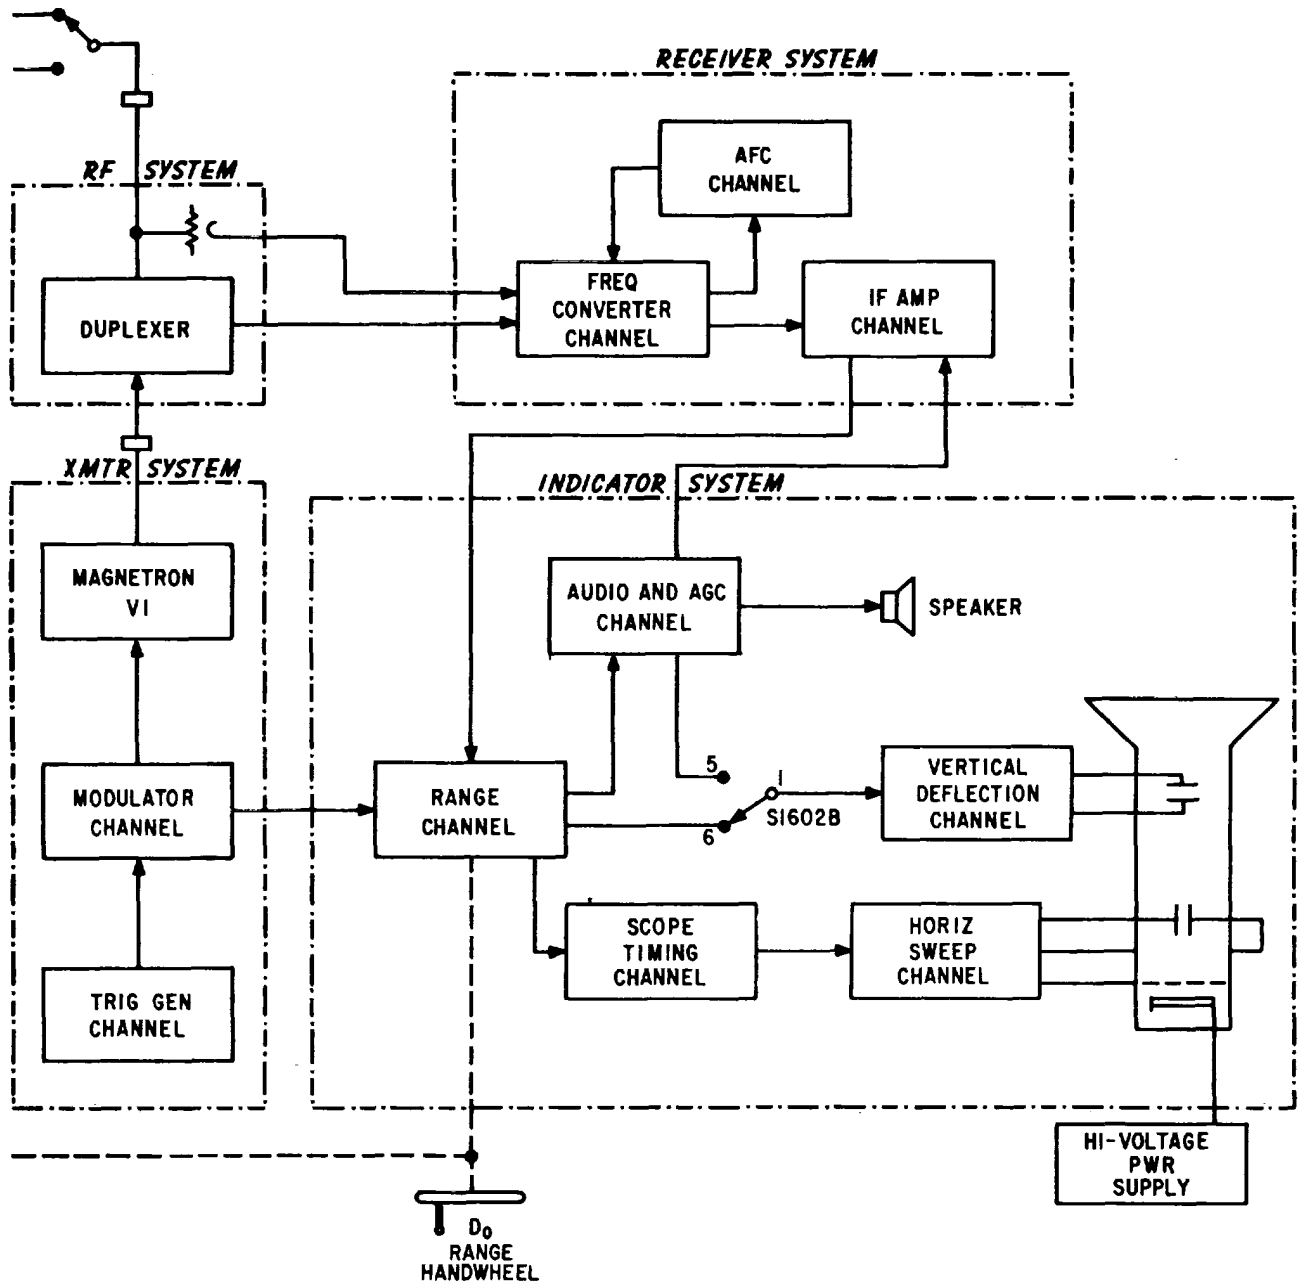 RECEIVER SYSTEM
AFC
CHANNEL
RF SYSTEM
FREQ
CONVERTER
CHANNEL
IF AMP
CHANNEL
DUPLEXER
XMTR SYSTEM
INDICATOR SYSTEM
MAGNETRON
V1
AUDIO AND AGC
CHANNEL
SPEAKER
MODULATOR
CHANNEL
RANGE
CHANNEL
5
1
6
S1602B
VERTICAL
DEFLECTION
CHANNEL
SCOPE
TIMING
CHANNEL
HORIZ
SWEEP
CHANNEL
TRIG GEN
CHANNEL
HI-VOLTAGE
PWR
SUPPLY
D₀
RANGE
HANDWHEEL